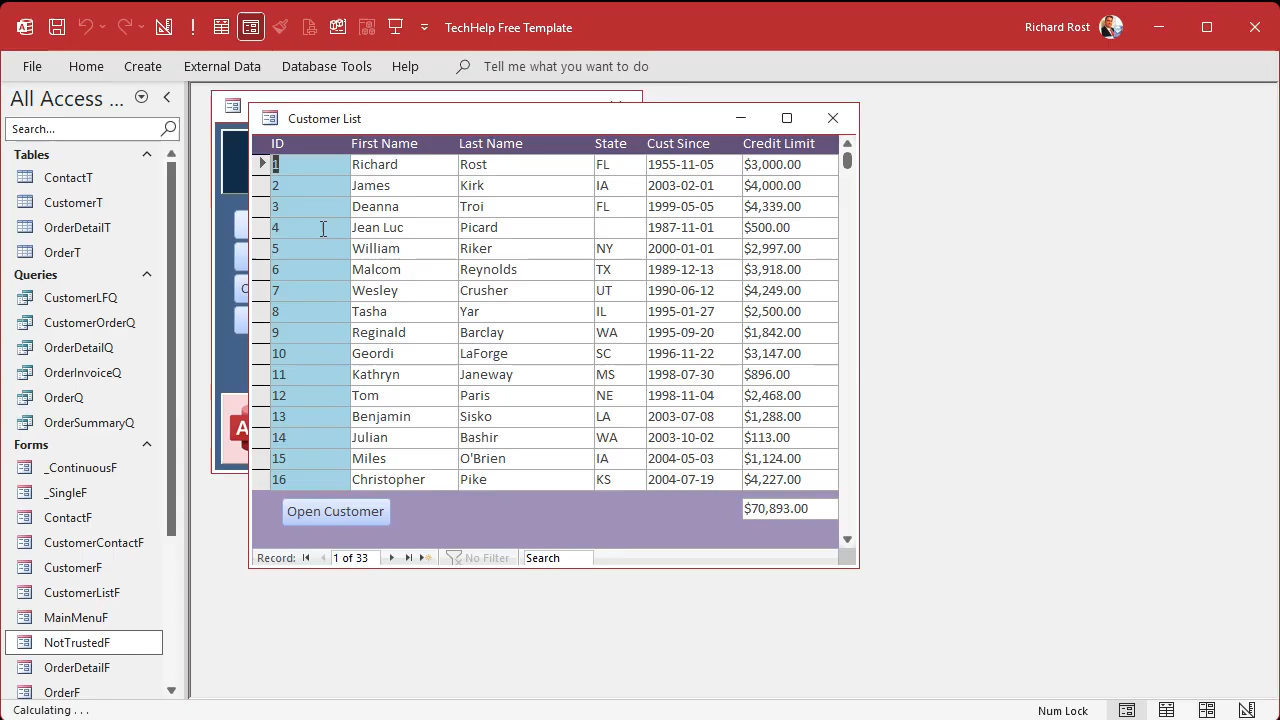 TechHelp Free Template
Richard Rost
File Home Create External Data Database Tools Help Tell me what you want to do
All Access ...
Search...
Tables
ContactT
CustomerT
OrderDetailT
OrderT
Queries
CustomerLFQ
CustomerOrderQ
OrderDetailQ
OrderInvoiceQ
OrderQ
OrderSummaryQ
Forms
_ContinuousF
_SingleF
ContactF
CustomerContactF
CustomerF
CustomerListF
MainMenuF
NotTrustedF
OrderDetailF
OrderF
Customer List
ID First Name Last Name State Cust Since Credit Limit
1 Richard Rost FL 1955-11-05 $3,000.00
2 James Kirk IA 2003-02-01 $4,000.00
3 Deanna Troi FL 1999-05-05 $4,339.00
4 Jean Luc Picard 1987-11-01 $500.00
5 William Riker NY 2000-01-01 $2,997.00
6 Malcom Reynolds TX 1989-12-13 $3,918.00
7 Wesley Crusher UT 1990-06-12 $4,249.00
8 Tasha Yar IL 1995-01-27 $2,500.00
9 Reginald Barclay WA 1995-09-20 $1,842.00
10 Geordi LaForge SC 1996-11-22 $3,147.00
11 Kathryn Janeway MS 1998-07-30 $896.00
12 Tom Paris NE 1998-11-04 $2,468.00
13 Benjamin Sisko LA 2003-07-08 $1,288.00
14 Julian Bashir WA 2003-10-02 $113.00
15 Miles O'Brien IA 2004-05-03 $1,124.00
16 Christopher Pike KS 2004-07-19 $4,227.00
Open Customer $70,893.00
Record: 1 of 33 No Filter Search
Calculating . . .
Num Lock